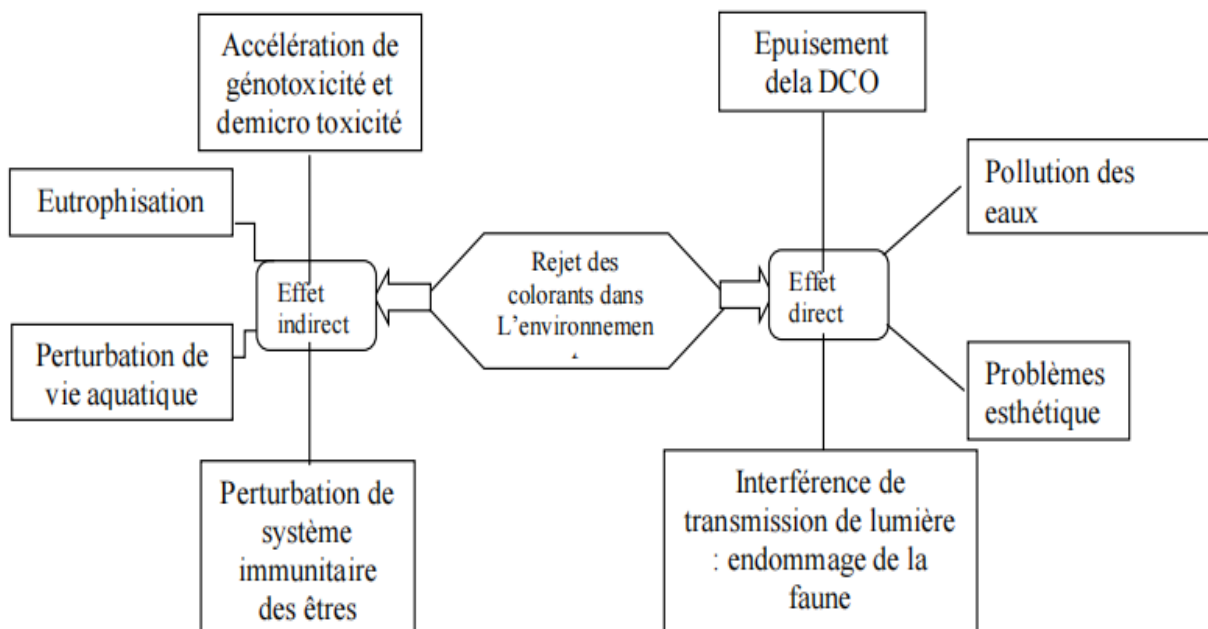 Accélération de
génotoxicité et
demicro toxicité
Eutrophisation
Effet
indirect
Perturbation de
vie aquatique
Perturbation de
système
immunitaire
des êtres
Rejet des
colorants dans
L'environnemen
Epuisement
dela DCO
Pollution des
eaux
Effet
direct
Problèmes
esthétique
Interférence de
transmission de lumière
: endommage de la
faune